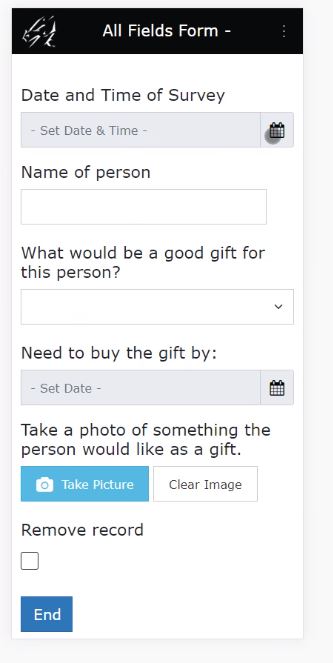 All Fields Form -
Date and Time of Survey
- Set Date & Time -
Name of person
What would be a good gift for
this person?
Need to buy the gift by:
- Set Date -
Take a photo of something the
person would like as a gift.
Take Picture
Clear Image
Remove record
End